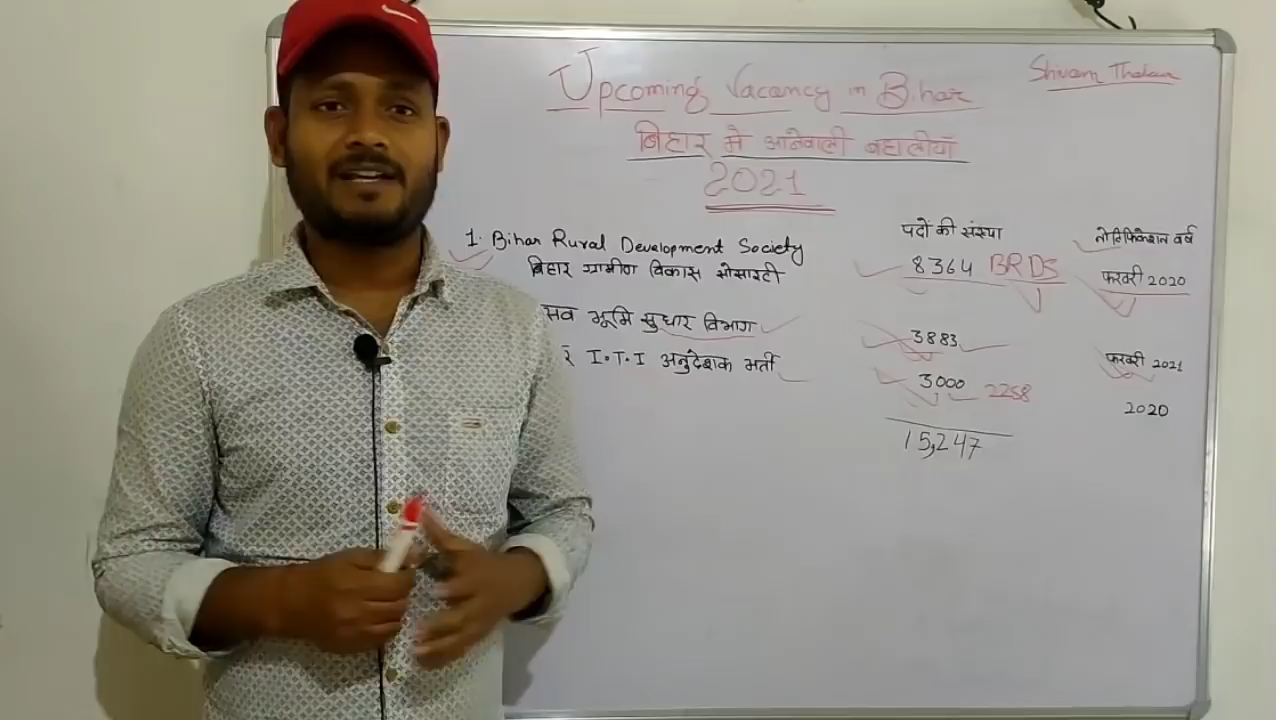 Upcoming Vacancy in Bihar
Shivam Thakur
बिहार मे आनेवाली बहालीयाँ
2021
पदों की संख्या
नोटिफिकेशन वर्ष
1. Bihar Rural Development Society
बिहार ग्रामीण विकास सोसाइटी
8364 BRDS
फरवरी 2020
भूमि सुधार विभाग
3883
फरवरी 2021
I.T.I अनुदेशक भर्ती
3000 2258
2020
15,247